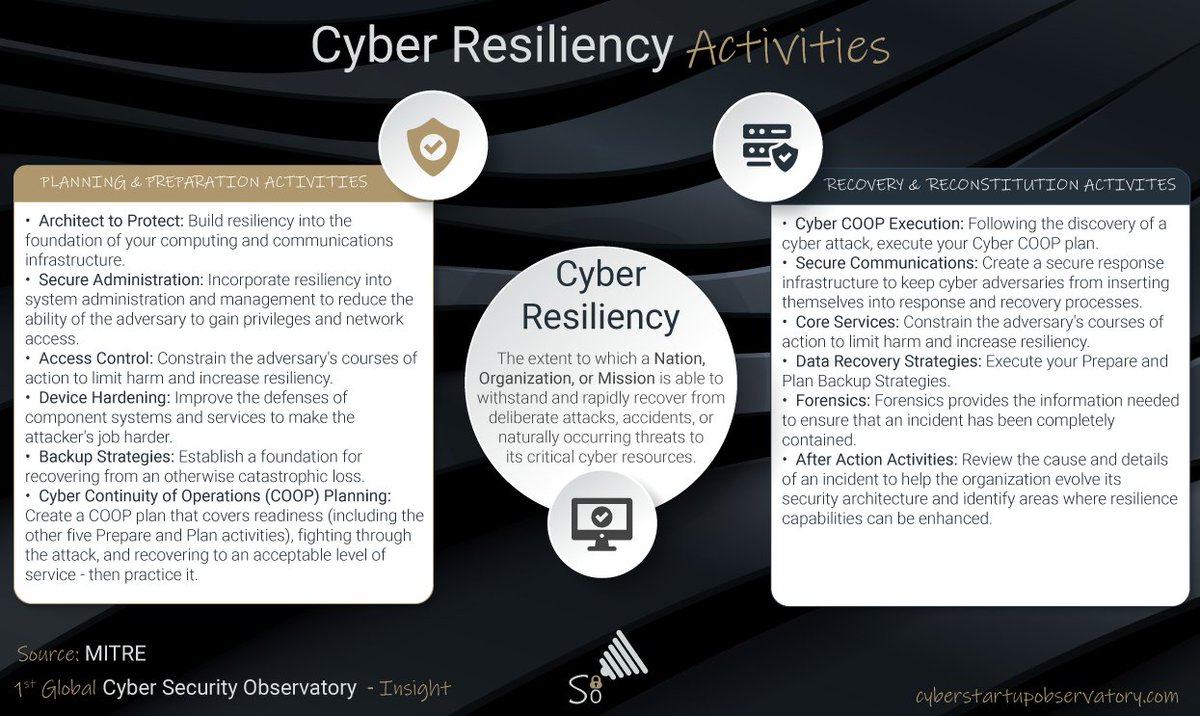 Cyber Resiliency Activities
PLANNING & PREPARATION ACTIVITIES
• Architect to Protect: Build resiliency into the
foundation of your computing and communications
infrastructure.
• Secure Administration: Incorporate resiliency into
system administration and management to reduce the
ability of the adversary to gain privileges and network
access.
• Access Control: Constrain the adversary's courses of
action to limit harm and increase resiliency.
• Device Hardening: Improve the defenses of
component systems and services to make the
attacker's job harder.
• Backup Strategies: Establish a foundation for
recovering from an otherwise catastrophic loss.
• Cyber Continuity of Operations (COOP) Planning:
Create a COOP plan that covers readiness (including the
other five Prepare and Plan activities), fighting through
the attack, and recovering to an acceptable level of
service - then practice it.
Cyber
Resiliency
The extent to which a Nation,
Organization, or Mission is able to
withstand and rapidly recover from
deliberate attacks, accidents, or
naturally occurring threats to
its critical cyber resources.
RECOVERY & RECONSTITUTION ACTIVITES
• Cyber COOP Execution: Following the discovery of a
cyber attack, execute your Cyber COOP plan.
• Secure Communications: Create a secure response
infrastructure to keep cyber adversaries from inserting
themselves into response and recovery processes.
• Core Services: Constrain the adversary's courses of
action to limit harm and increase resiliency.
• Data Recovery Strategies: Execute your Prepare and
Plan Backup Strategies.
• Forensics: Forensics provides the information needed
to ensure that an incident has been completely
contained.
• After Action Activities: Review the cause and details
of an incident to help the organization evolve its
security architecture and identify areas where resilience
capabilities can be enhanced.
Source: MITRE
1st Global Cyber Security Observatory - Insight
So
cyberstartupobservatory.com